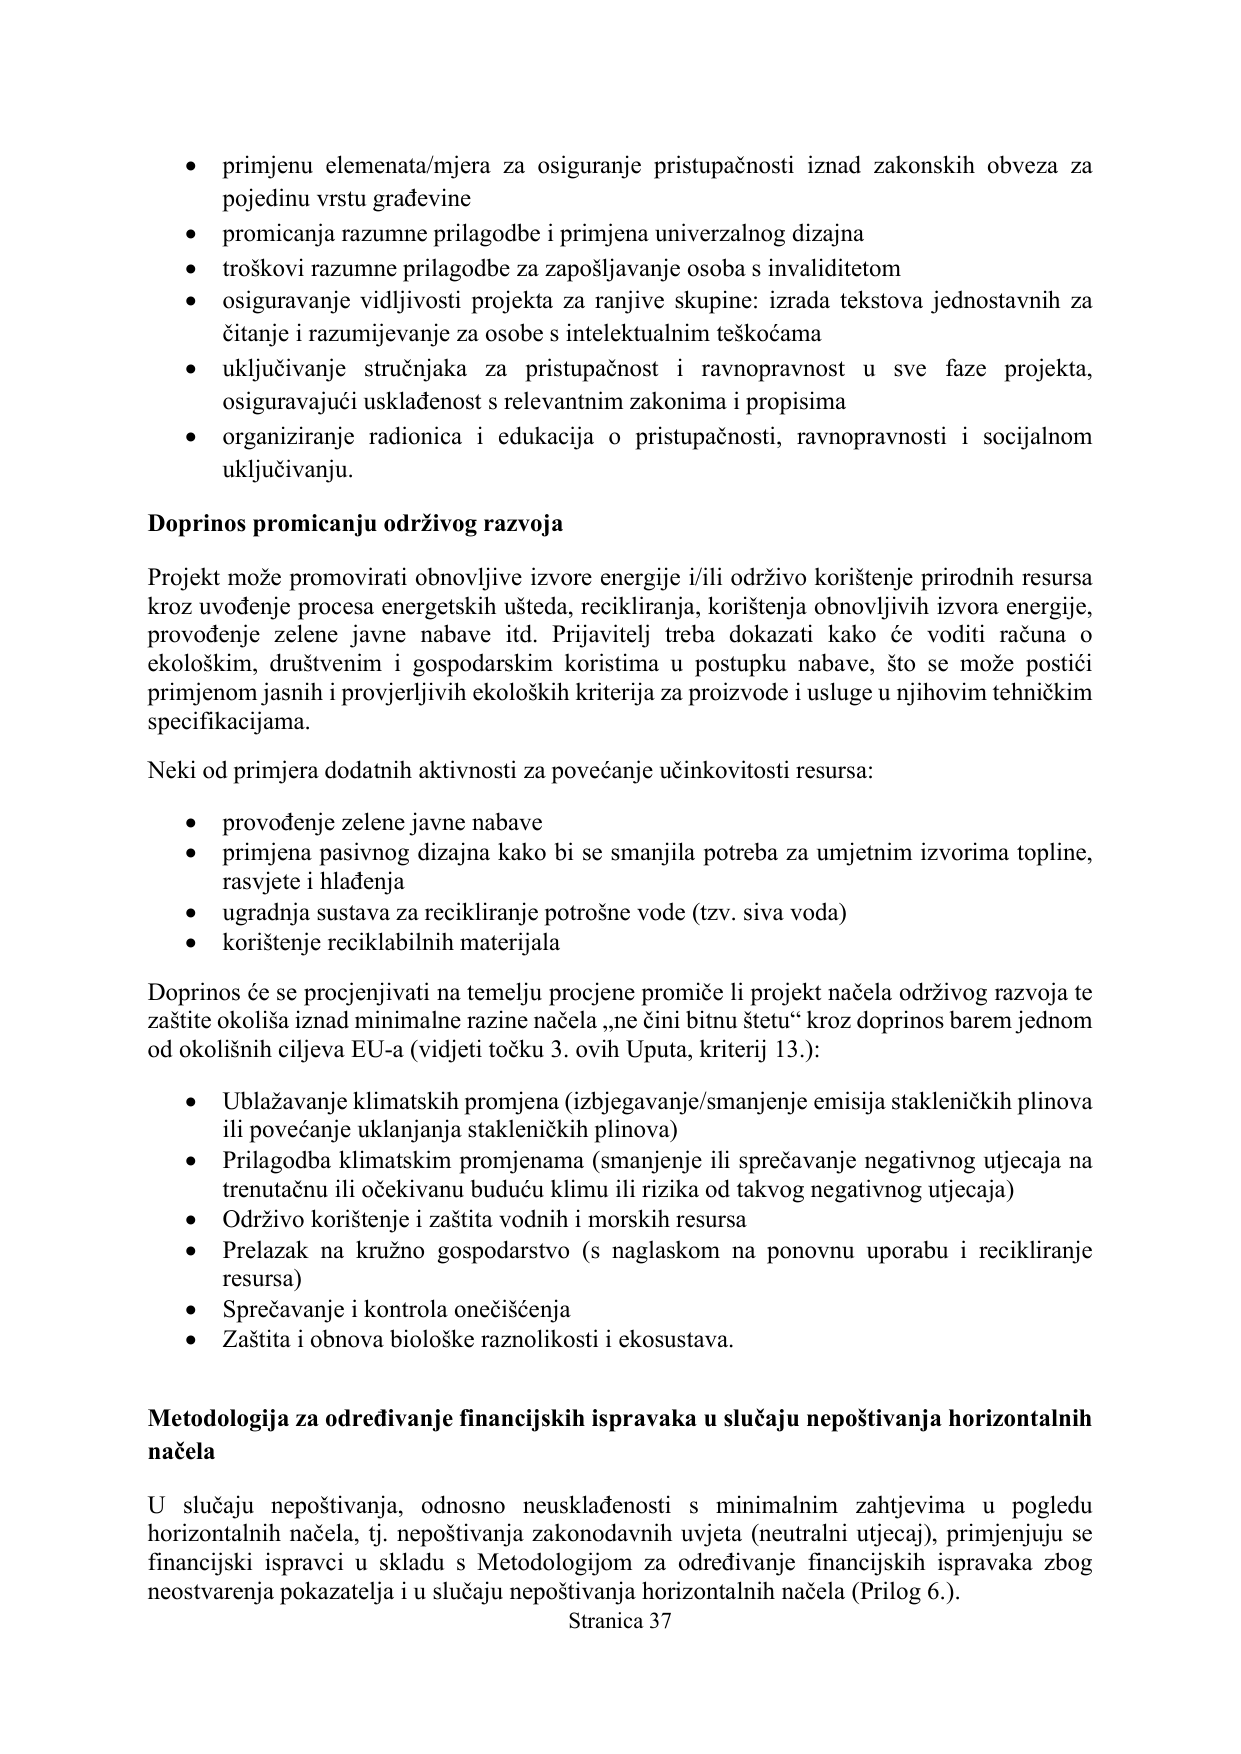 • primjenu elemenata/mjera za osiguranje pristupačnosti iznad zakonskih obveza za
pojedinu vrstu građevine
• promicanja razumne prilagodbe i primjena univerzalnog dizajna
• troškovi razumne prilagodbe za zapošljavanje osoba s invaliditetom
• osiguravanje vidljivosti projekta za ranjive skupine: izrada tekstova jednostavnih za
čitanje i razumijevanje za osobe s intelektualnim teškoćama
• uključivanje stručnjaka za pristupačnost i ravnopravnost u sve faze projekta,
osiguravajući usklađenost s relevantnim zakonima i propisima
• organiziranje radionica i edukacija o pristupačnosti, ravnopravnosti i socijalnom
uključivanju.
Doprinos promicanju održivog razvoja
Projekt može promovirati obnovljive izvore energije i/ili održivo korištenje prirodnih resursa
kroz uvođenje procesa energetskih ušteda, recikliranja, korištenja obnovljivih izvora energije,
provođenje zelene javne nabave itd. Prijavitelj treba dokazati kako će voditi računa o
ekološkim, društvenim i gospodarskim koristima u postupku nabave, što se može postići
primjenom jasnih i provjerljivih ekoloških kriterija za proizvode i usluge u njihovim tehničkim
specifikacijama.
Neki od primjera dodatnih aktivnosti za povećanje učinkovitosti resursa:
• provođenje zelene javne nabave
• primjena pasivnog dizajna kako bi se smanjila potreba za umjetnim izvorima topline,
rasvjete i hlađenja
• ugradnja sustava za recikliranje potrošne vode (tzv. siva voda)
• korištenje reciklabilnih materijala
Doprinos će se procjenjivati na temelju procjene promiče li projekt načela održivog razvoja te
zaštite okoliša iznad minimalne razine načela „ne čini bitnu štetu“ kroz doprinos barem jednom
od okolišnih ciljeva EU-a (vidjeti točku 3. ovih Uputa, kriterij 13.):
• Ublažavanje klimatskih promjena (izbjegavanje/smanjenje emisija stakleničkih plinova
ili povećanje uklanjanja stakleničkih plinova)
• Prilagodba klimatskim promjenama (smanjenje ili sprečavanje negativnog utjecaja na
trenutačnu ili očekivanu buduću klimu ili rizika od takvog negativnog utjecaja)
• Održivo korištenje i zaštita vodnih i morskih resursa
• Prelazak na kružno gospodarstvo (s naglaskom na ponovnu uporabu i recikliranje
resursa)
• Sprečavanje i kontrola onečišćenja
• Zaštita i obnova biološke raznolikosti i ekosustava.
Metodologija za određivanje financijskih ispravaka u slučaju nepoštivanja horizontalnih
načela
U slučaju nepoštivanja, odnosno neusklađenosti s minimalnim zahtjevima u pogledu
horizontalnih načela, tj. nepoštivanja zakonodavnih uvjeta (neutralni utjecaj), primjenjuju se
financijski ispravci u skladu s Metodologijom za određivanje financijskih ispravaka zbog
neostvarenja pokazatelja i u slučaju nepoštivanja horizontalnih načela (Prilog 6.).
Stranica 37